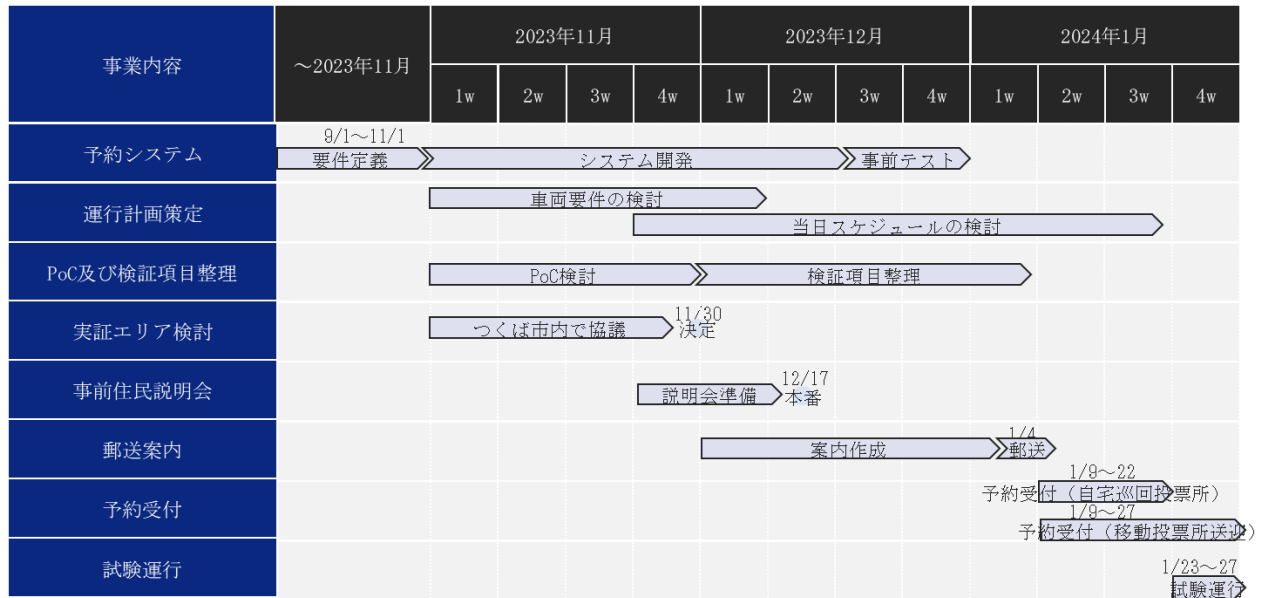 事業内容
～2023年11月
2023年11月
2023年12月
2024年1月
1w 2w 3w 4w 1w 2w 3w 4w 1w 2w 3w 4w
予約システム
9/1～11/1
要件定義
システム開発
事前テスト
運行計画策定
車両要件の検討
当日スケジュールの検討
PoC及び検証項目整理
PoC検討
検証項目整理
実証エリア検討
つくば市内で協議
11/30
決定
事前住民説明会
説明会準備
12/17
本番
郵送案内
案内作成
1/4
郵送
予約受付
1/9～22
予約受付（自宅巡回投票所）
1/9～27
予約受付（移動投票所送迎）
試験運行
1/23～27
試験運行